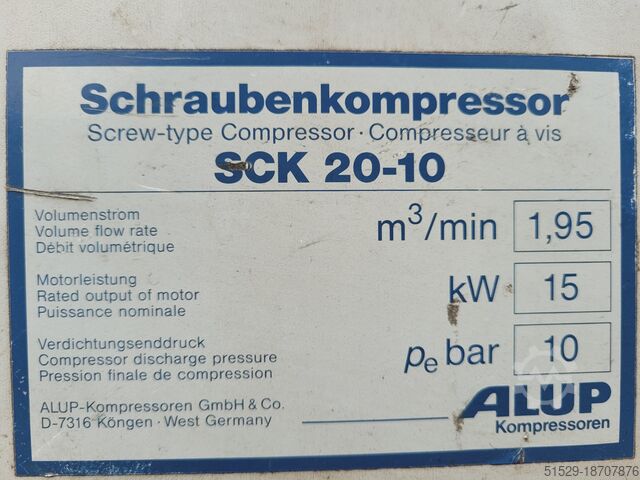 Schraubenkompressor
Screw-type Compressor · Compresseur à vis
SCK 20-10
Volumenstrom
Volume flow rate
Débit volumétrique
m³/min 1,95
Motorleistung
Rated output of motor
Puissance nominale
kW 15
Verdichtungsenddruck
Compressor discharge pressure
Pression finale de compression
pe bar 10
ALUP-Kompressoren GmbH & Co.
D-7316 Köngen · West Germany
ALUP
Kompressoren
51529-18707876